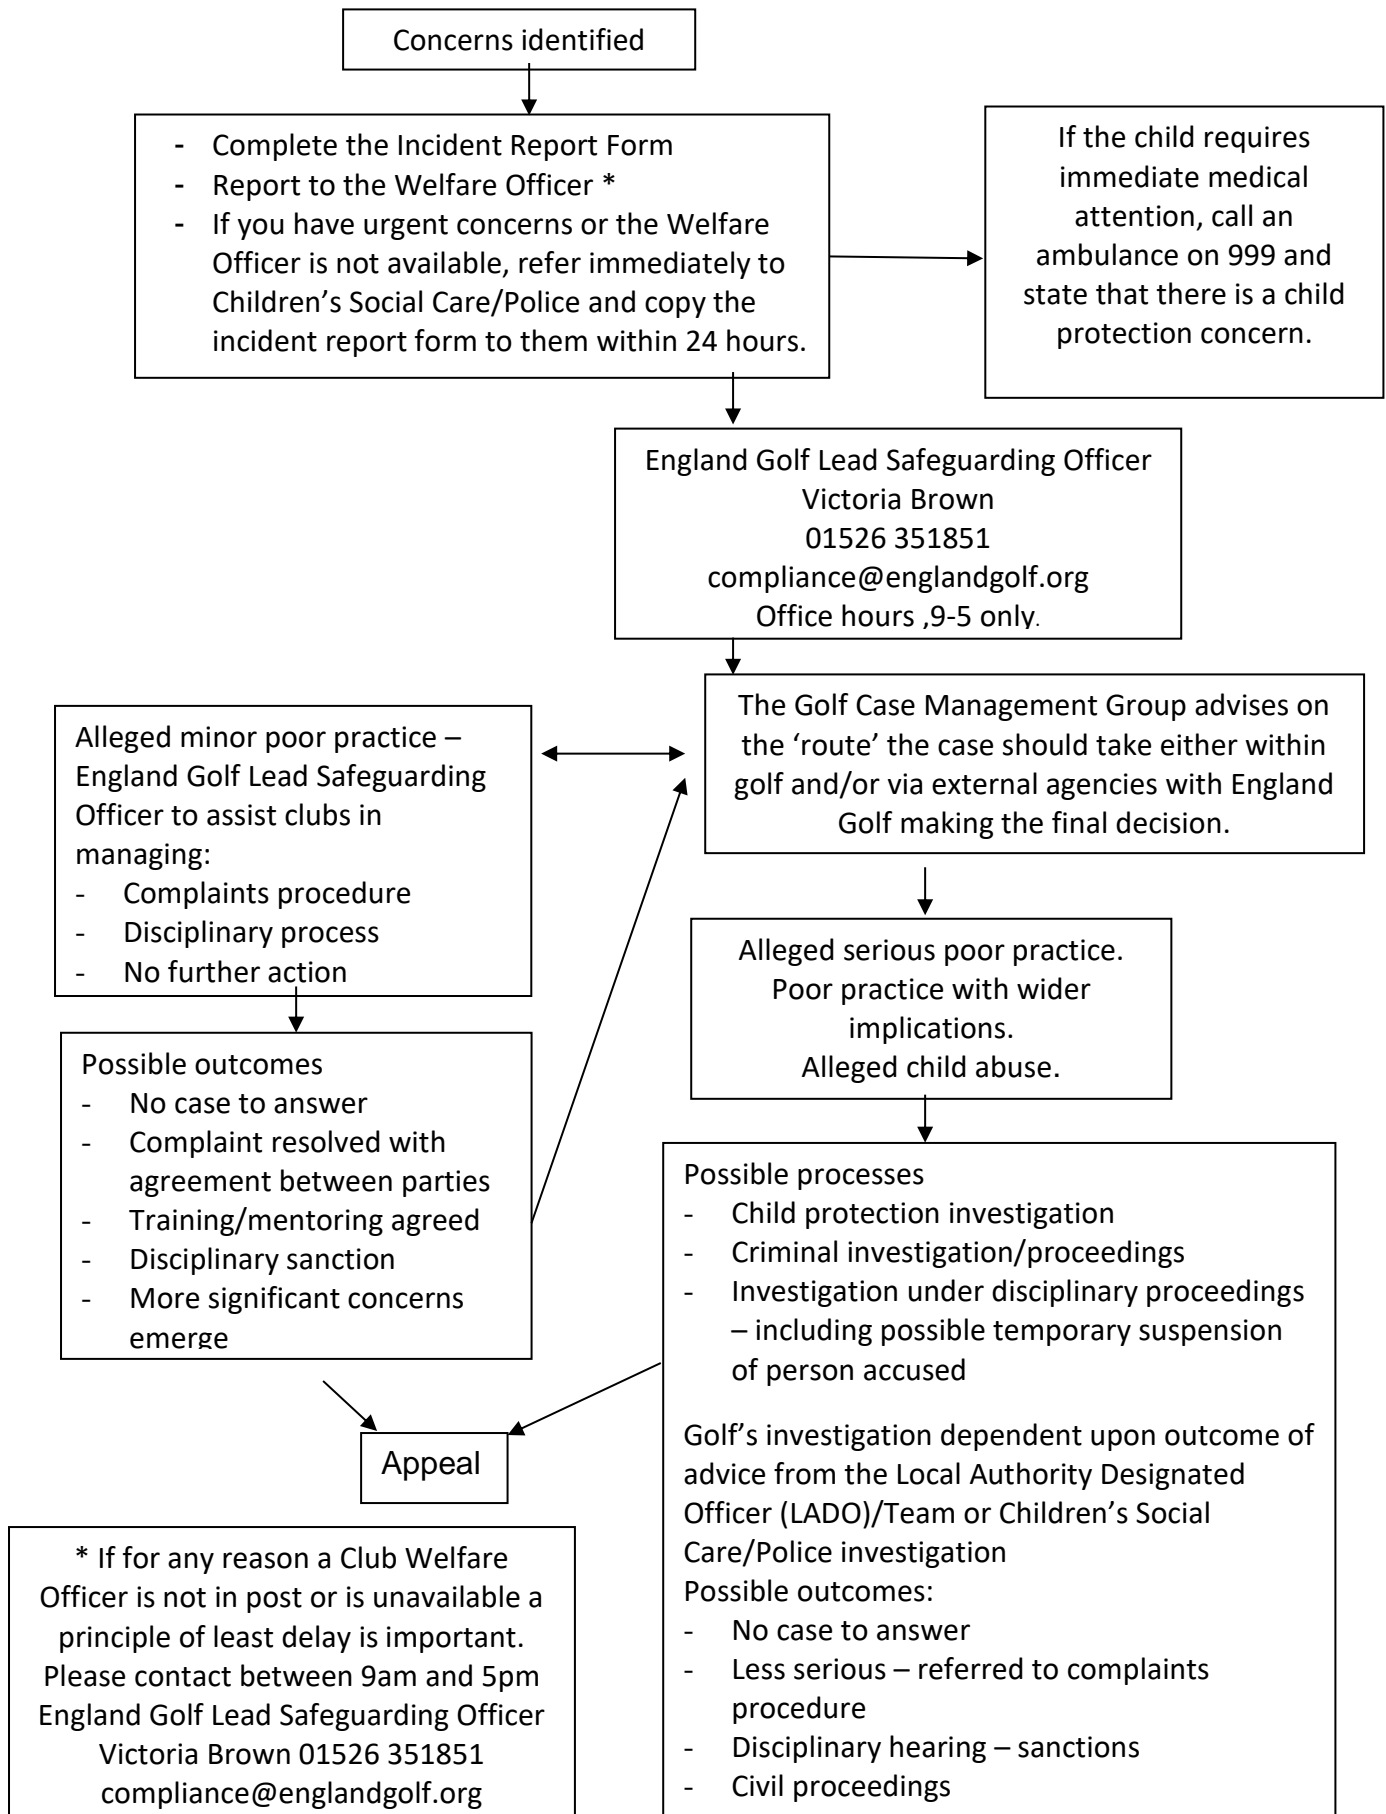 Concerns identified
- Complete the Incident Report Form
- Report to the Welfare Officer *
- If you have urgent concerns or the Welfare
Officer is not available, refer immediately to
Children’s Social Care/Police and copy the
incident report form to them within 24 hours.
If the child requires
immediate medical
attention, call an
ambulance on 999 and
state that there is a child
protection concern.
England Golf Lead Safeguarding Officer
Victoria Brown
01526 351851
compliance@englandgolf.org
Office hours ,9-5 only.
The Golf Case Management Group advises on
the ‘route’ the case should take either within
golf and/or via external agencies with England
Golf making the final decision.
Alleged minor poor practice –
England Golf Lead Safeguarding
Officer to assist clubs in
managing:
- Complaints procedure
- Disciplinary process
- No further action
Alleged serious poor practice.
Poor practice with wider
implications.
Alleged child abuse.
Possible outcomes
- No case to answer
- Complaint resolved with
agreement between parties
- Training/mentoring agreed
- Disciplinary sanction
- More significant concerns
emerge
Possible processes
- Child protection investigation
- Criminal investigation/proceedings
- Investigation under disciplinary proceedings
– including possible temporary suspension
of person accused
Golf’s investigation dependent upon outcome of
advice from the Local Authority Designated
Officer (LADO)/Team or Children’s Social
Care/Police investigation
Possible outcomes:
- No case to answer
- Less serious – referred to complaints
procedure
- Disciplinary hearing – sanctions
- Civil proceedings
Appeal
* If for any reason a Club Welfare
Officer is not in post or is unavailable a
principle of least delay is important.
Please contact between 9am and 5pm
England Golf Lead Safeguarding Officer
Victoria Brown 01526 351851
compliance@englandgolf.org